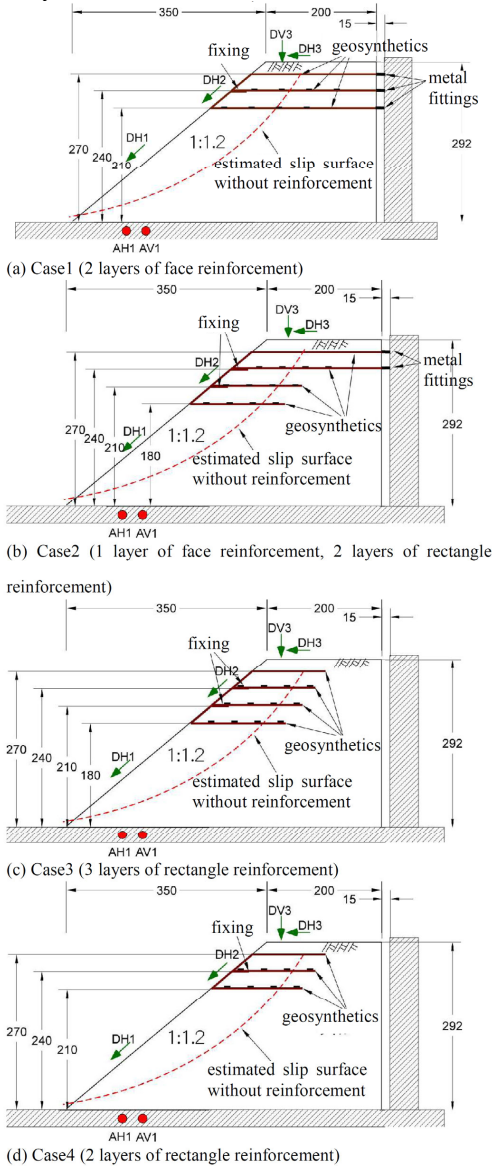 350
200
15
DV3
DH3
fixing
geosynthetics
DH2
metal
fittings
DH1
1:1.2
270
240
210
estimated slip surface
without reinforcement
292
AH1 AV1
(a) Case1 (2 layers of face reinforcement)
350
200
15
DV3
DH3
fixing
DH2
metal
fittings
geosynthetics
DH1
1:1.2
270
240
210
180
estimated slip surface
without reinforcement
292
AH1 AV1
(b) Case2 (1 layer of face reinforcement, 2 layers of rectangle
reinforcement)
350
200
15
DV3
DH3
fixing
DH2
geosynthetics
DH1
1:1.2
270
240
210
180
estimated slip surface
without reinforcement
292
AH1 AV1
(c) Case3 (3 layers of rectangle reinforcement)
350
200
15
DV3
DH3
fixing
DH2
geosynthetics
DH1
1:1.2
270
240
210
estimated slip surface
without reinforcement
292
AH1 AV1
(d) Case4 (2 layers of rectangle reinforcement)